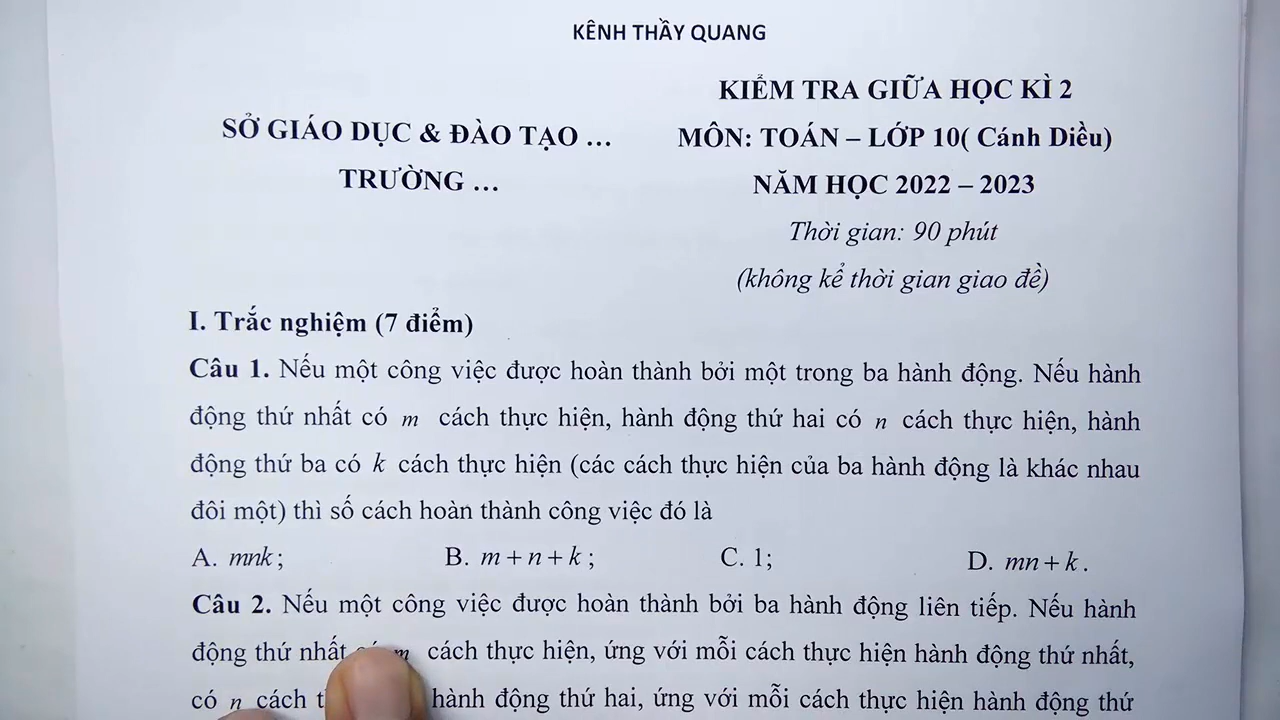 KÊNH THẦY QUANG
SỞ GIÁO DỤC & ĐÀO TẠO ...
TRƯỜNG ...
KIỂM TRA GIỮA HỌC KÌ 2
MÔN: TOÁN – LỚP 10( Cánh Diều)
NĂM HỌC 2022 – 2023
Thời gian: 90 phút
(không kể thời gian giao đề)
I. Trắc nghiệm (7 điểm)
Câu 1. Nếu một công việc được hoàn thành bởi một trong ba hành động. Nếu hành
động thứ nhất có m cách thực hiện, hành động thứ hai có n cách thực hiện, hành
động thứ ba có k cách thực hiện (các cách thực hiện của ba hành động là khác nhau
đôi một) thì số cách hoàn thành công việc đó là
A. mnk ; B. m + n + k ; C. 1; D. mn + k .
Câu 2. Nếu một công việc được hoàn thành bởi ba hành động liên tiếp. Nếu hành
động thứ nhất m cách thực hiện, ứng với mỗi cách thực hiện hành động thứ nhất,
có n cách hành động thứ hai, ứng với mỗi cách thực hiện hành động thứ